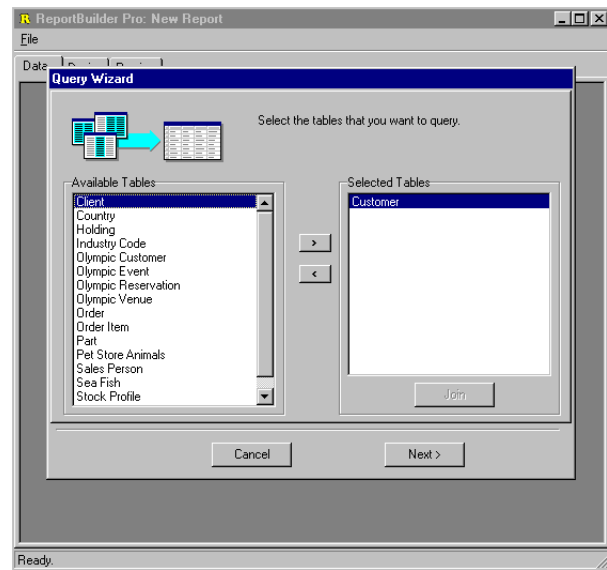 R ReportBuilder Pro: New Report
File
Data
Query Wizard
Select the tables that you want to query.
Available Tables
Selected Tables
Client
Country
Holding
Industry Code
Olympic Customer
Olympic Event
Olympic Reservation
Olympic Venue
Order
Order Item
Part
Pet Store Animals
Sales Person
Sea Fish
Stock Profile
Customer
>
<
Join
Cancel
Next >
Ready.